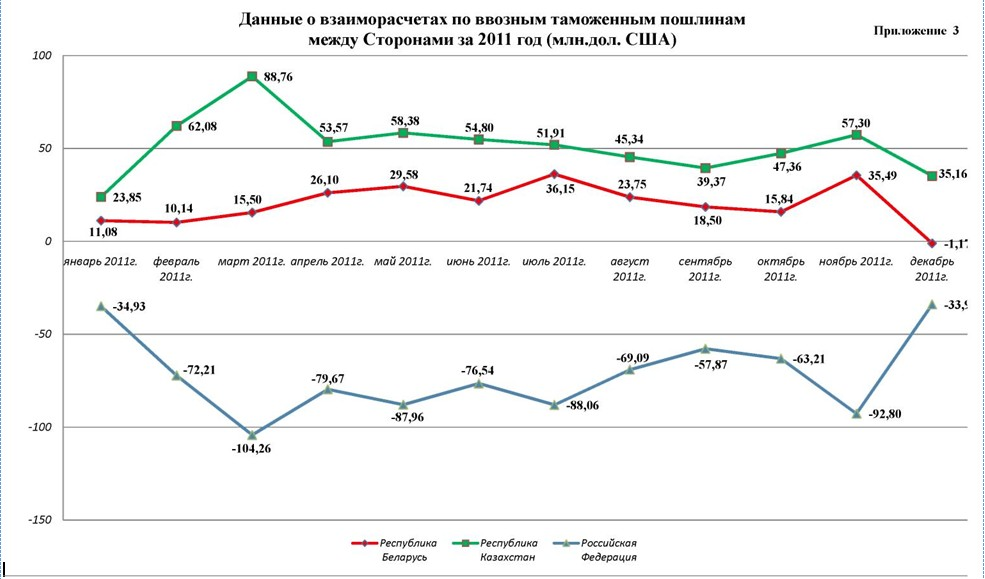 Данные о взаиморасчетах по ввозным таможенным пошлинам
между Сторонами за 2011 год (млн.дол. США)
Приложение 3
100
88,76
62,08
53,57
58,38
54,80
51,91
45,34
39,37
47,36
57,30
35,16
50
23,85
11,08
10,14
15,50
26,10
29,58
21,74
36,15
23,75
18,50
15,84
35,49
0
январь 2011г.
февраль
2011г.
март 2011г.
апрель 2011г.
май 2011г.
июнь 2011г.
июль 2011г.
август
2011г.
сентябрь
2011г.
октябрь
2011г.
ноябрь 2011г.
декабрь
2011г.
-34,93
-72,21
-104,26
-79,67
-87,96
-76,54
-88,06
-69,09
-57,87
-63,21
-92,80
-50
-100
-150
Республика
Беларусь
Республика
Казахстан
Российская
Федерация